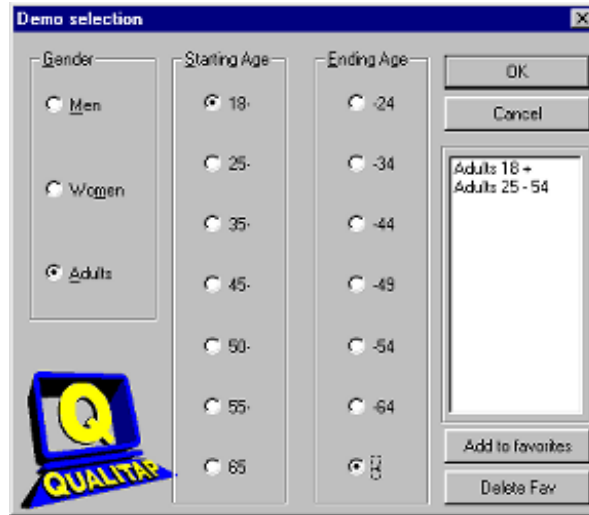 Demo selection
Gender
Men
Women
Adults
Starting Age
18-
25-
35-
45-
50-
55-
65
Ending Age
-24
-34
-44
-49
-54
-64
+
OK
Cancel
Adults 18 +
Adults 25 - 54
Add to favorites
Delete Fav
Q
QUALITAP